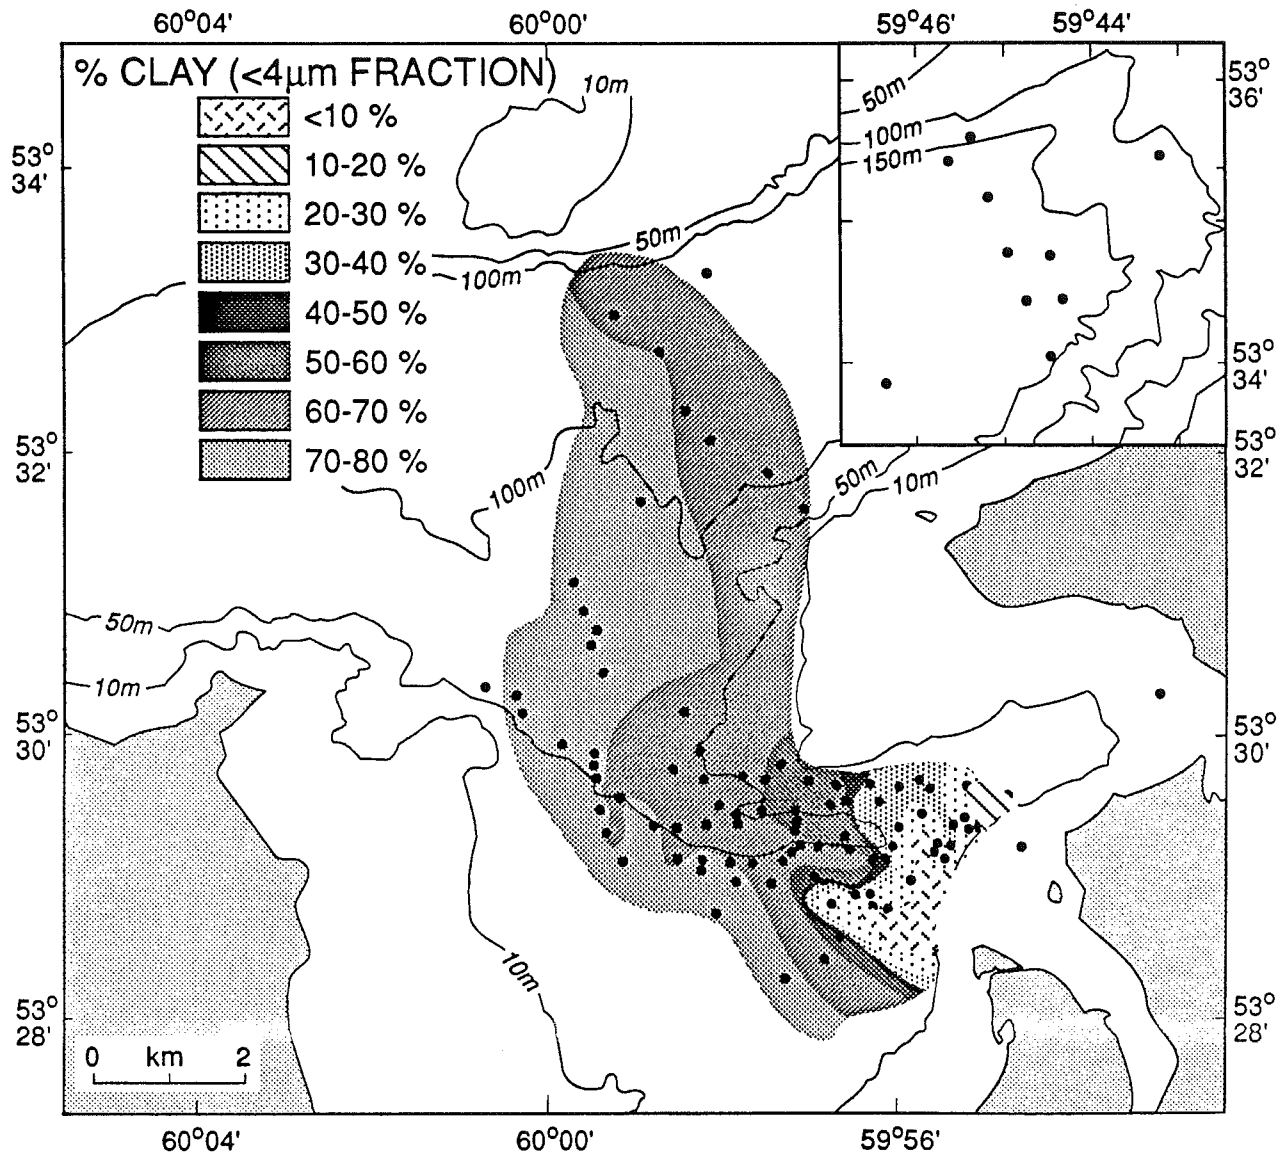 60°04' 60°00' 59°46' 59°44'
% CLAY (<4μm FRACTION)
<10 %
10-20 %
20-30 %
30-40 %
40-50 %
50-60 %
60-70 %
70-80 %
10m
50m
100m
50m
100m
150m
53° 36'
53° 34'
53° 34'
53° 32'
53° 32'
100m
50m
10m
50m
10m
53° 30'
53° 30'
10m
53° 28'
53° 28'
0 km 2
60°04' 60°00' 59°56'